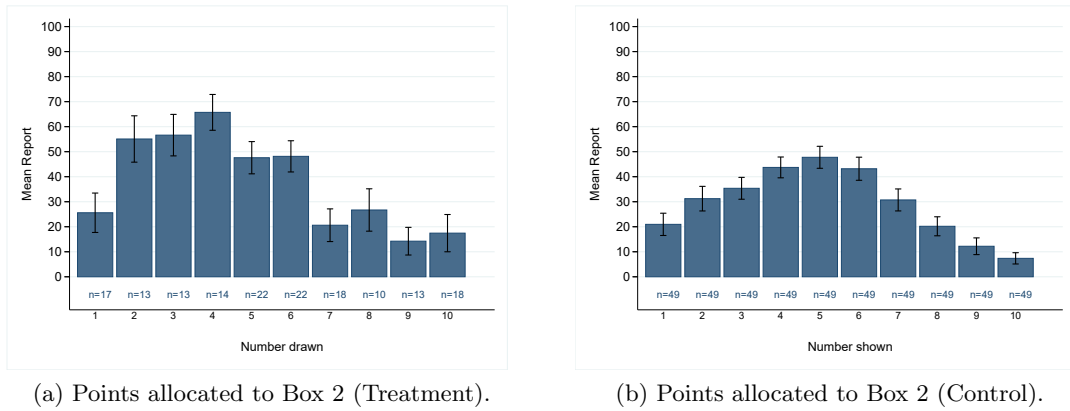 100
90
80
70
60
50
40
30
20
10
0
Mean Report
n=17 n=13 n=13 n=14 n=22 n=22 n=18 n=10 n=13 n=18
1 2 3 4 5 6 7 8 9 10
Number drawn
(a) Points allocated to Box 2 (Treatment).
100
90
80
70
60
50
40
30
20
10
0
Mean Report
n=49 n=49 n=49 n=49 n=49 n=49 n=49 n=49 n=49 n=49
1 2 3 4 5 6 7 8 9 10
Number shown
(b) Points allocated to Box 2 (Control).